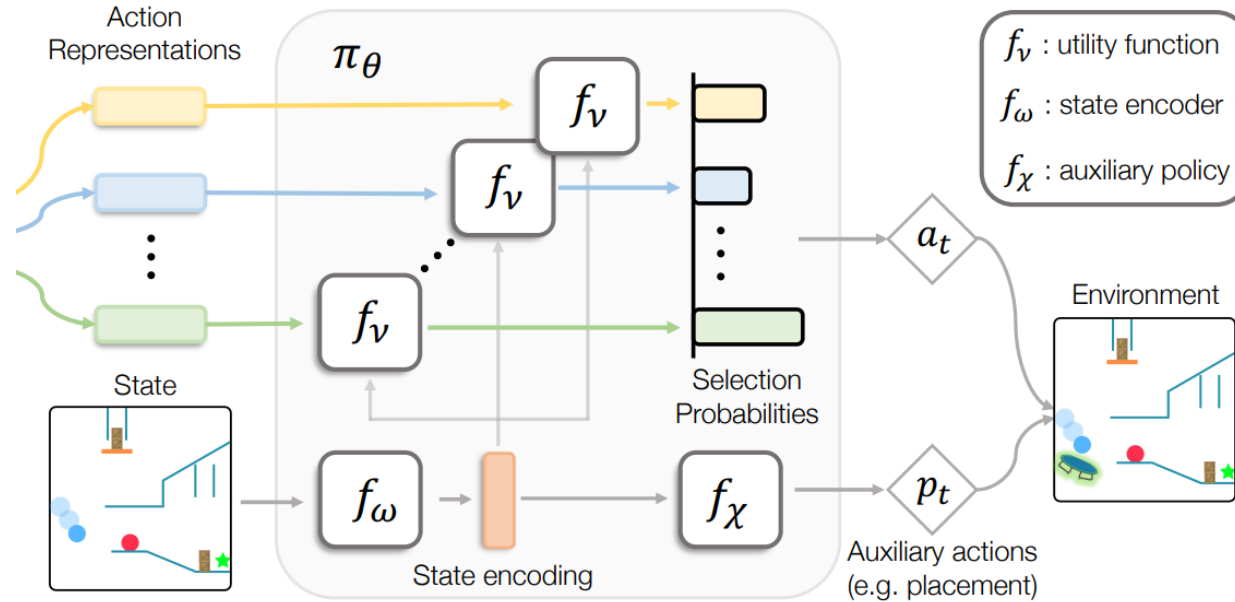 Action
Representations
π_θ
f_ν
f_ν
f_ν
f_ν : utility function
f_ω : state encoder
f_χ : auxiliary policy
a_t
Environment
State
Selection
Probabilities
f_ω
f_χ
p_t
State encoding
Auxiliary actions
(e.g. placement)